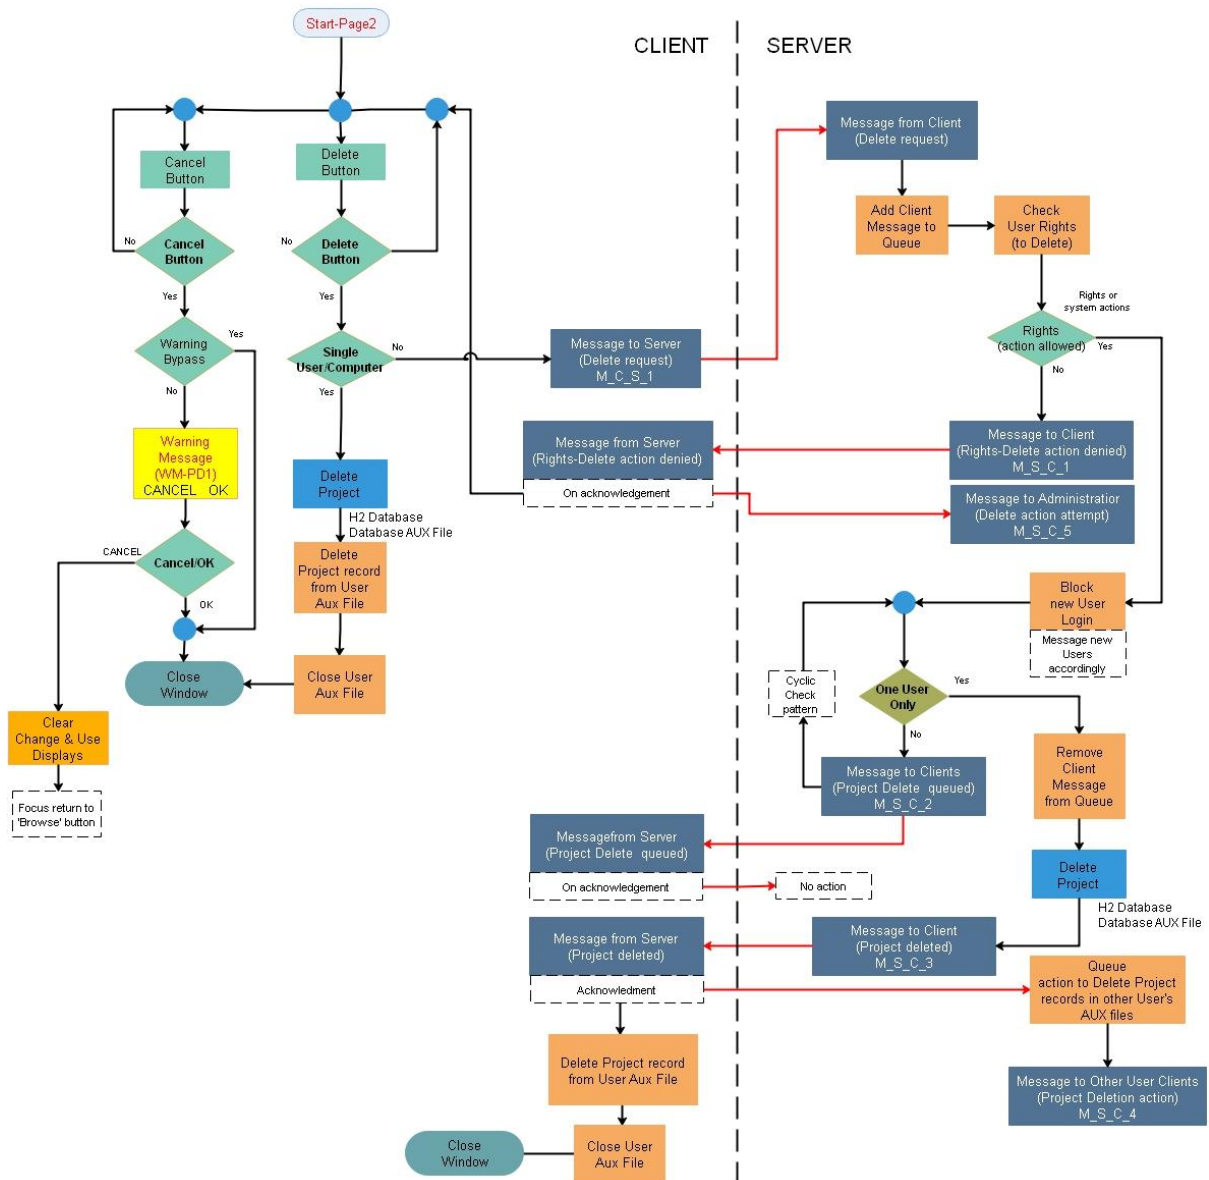 Start-Page2
CLIENT
SERVER
Cancel
Button
Delete
Button
Message from Client
(Delete request)
Add Client
Message to
Queue
Check
User Rights
(to Delete)
No
Cancel
Button
No
Delete
Button
Yes
Yes
Rights or
system actions
Warning
Bypass
Yes
Single
User/Computer
No
Message to Server
(Delete request)
M_C_S_1
Rights
(action allowed)
Yes
No
Yes
No
Warning
Message
(WM-PD1)
CANCEL OK
Message from Server
(Rights-Delete action denied)
On acknowledgement
Message to Client
(Rights-Delete action denied)
M_S_C_1
Delete
Project
H2 Database
Database AUX File
Message to Administratior
(Delete action attempt)
M_S_C_5
CANCEL
Cancel/OK
OK
Delete
Project record
from User
Aux File
Block
new User
Login
Message new
Users
accordingly
Close
Window
Close User
Aux File
Cyclic
Check
pattern
One User
Only
Yes
No
Clear
Change & Use
Displays
Remove
Client
Message
from Queue
Focus return to
'Browse' button
Message to Clients
(Project Delete queued)
M_S_C_2
Messagefrom Server
(Project Delete queued)
On acknowledgement
No action
Delete
Project
H2 Database
Database AUX File
Message from Server
(Project deleted)
Acknowledment
Message to Client
(Project deleted)
M_S_C_3
Queue
action to Delete Project
records in other User's
AUX files
Delete Project record
from User Aux File
Message to Other User Clients
(Project Deletion action)
M_S_C_4
Close
Window
Close User
Aux File